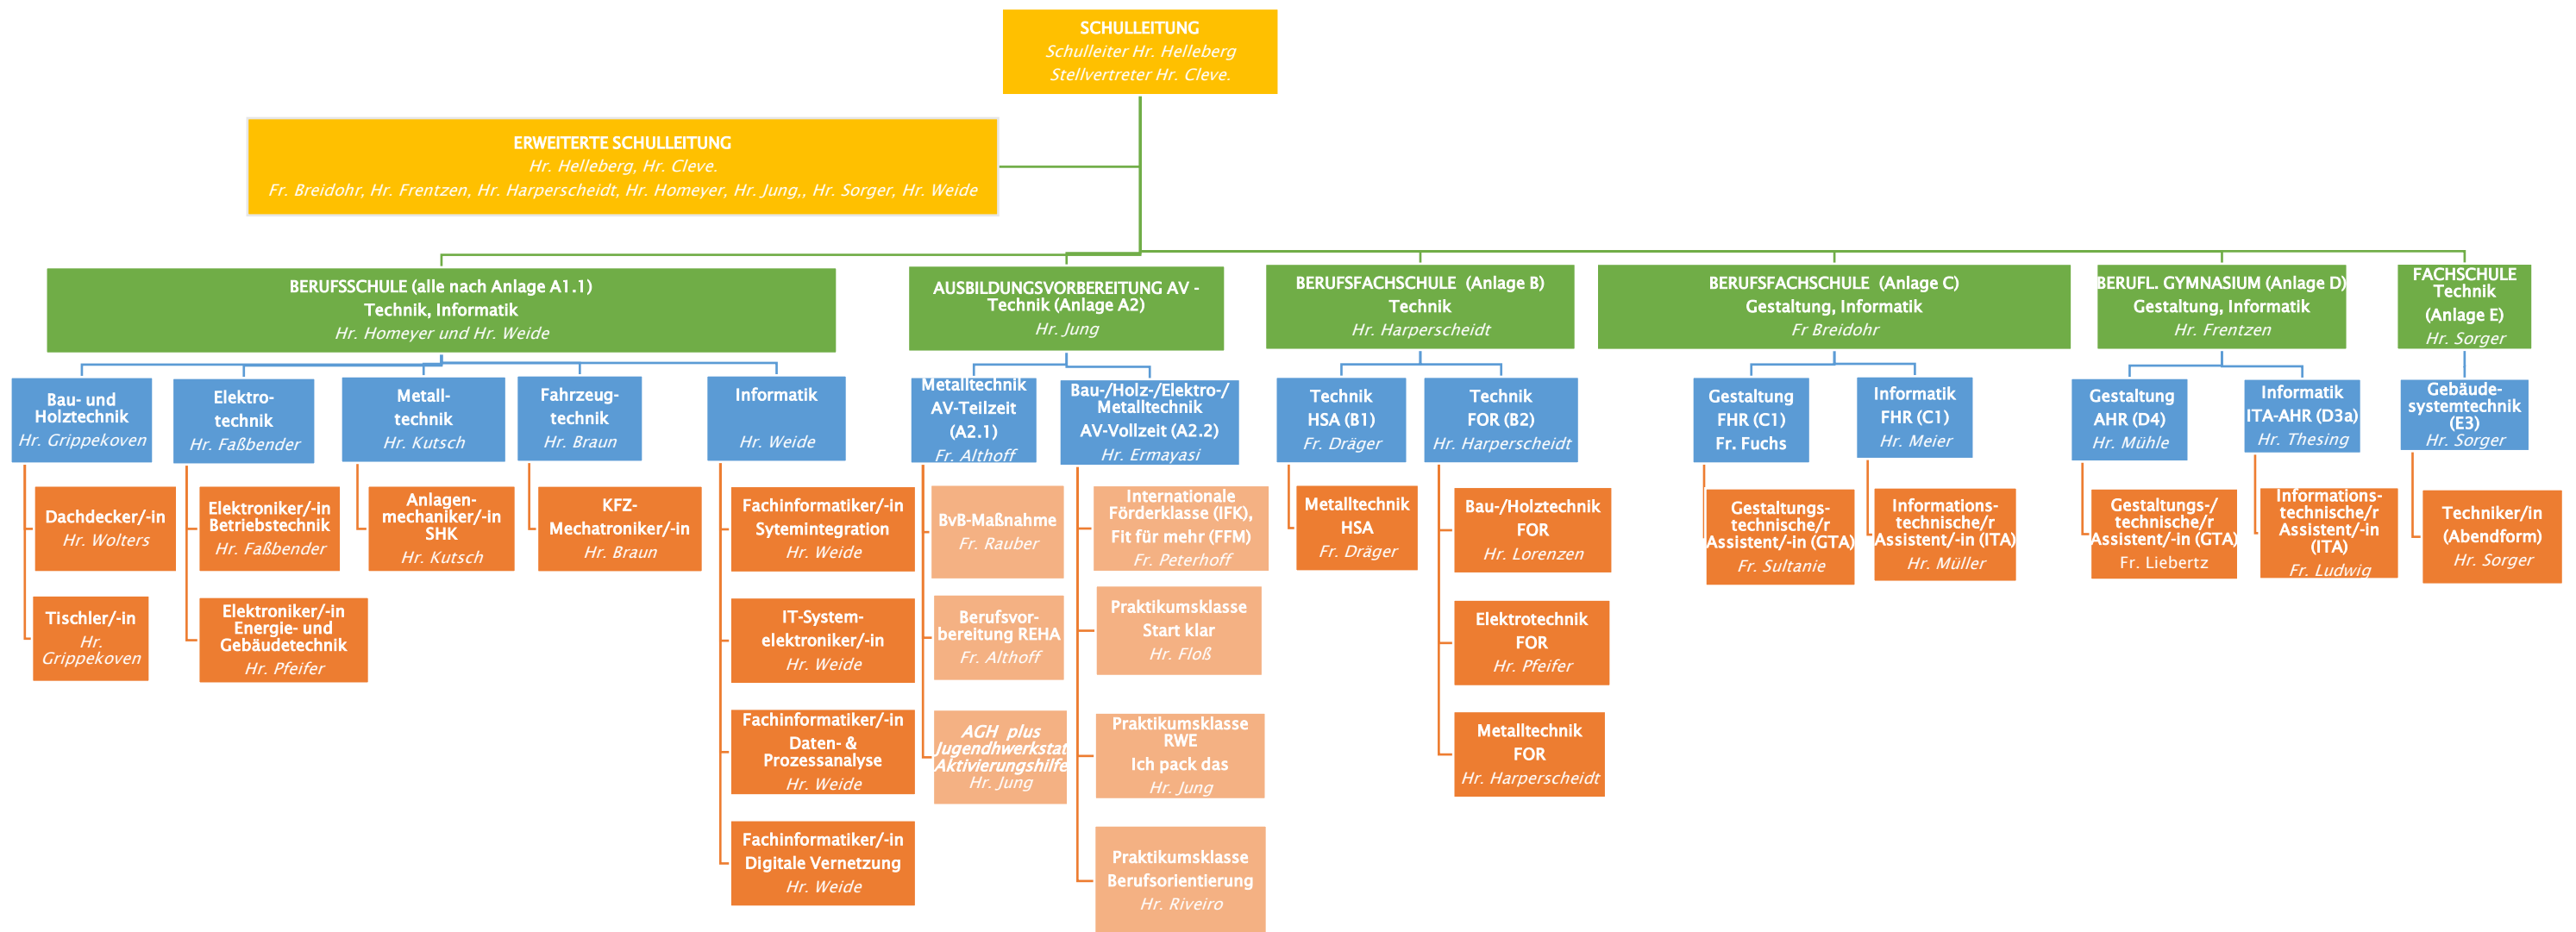 SCHULLEITUNG
Schulleiter Hr. Helleberg
Stellvertreter Hr. Cleve.
ERWEITERTE SCHULLEITUNG
Hr. Helleberg, Hr. Cleve.
Fr. Breidohr, Hr. Frentzen, Hr. Harperscheidt, Hr. Homeyer, Hr. Jung,, Hr. Sorger, Hr. Weide
BERUFSSCHULE (alle nach Anlage A1.1)
Technik, Informatik
Hr. Homeyer und Hr. Weide
AUSBILDUNGSVORBEREITUNG AV -
Technik (Anlage A2)
Hr. Jung
BERUFSFACHSCHULE (Anlage B)
Technik
Hr. Harperscheidt
BERUFSFACHSCHULE (Anlage C)
Gestaltung, Informatik
Fr Breidohr
BERUFL. GYMNASIUM (Anlage D)
Gestaltung, Informatik
Hr. Frentzen
FACHSCHULE
Technik
(Anlage E)
Hr. Sorger
Bau- und
Holztechnik
Hr. Grippekoven
Elektro-
technik
Hr. Faßbender
Metall-
technik
Hr. Kutsch
Fahrzeug-
technik
Hr. Braun
Informatik
Hr. Weide
Metalltechnik
AV-Teilzeit
(A2.1)
Fr. Althoff
Bau-/Holz-/Elektro-/
Metalltechnik
AV-Vollzeit (A2.2)
Hr. Ermayasi
Technik
HSA (B1)
Fr. Dräger
Technik
FOR (B2)
Hr. Harperscheidt
Gestaltung
FHR (C1)
Fr. Fuchs
Informatik
FHR (C1)
Hr. Meier
Gestaltung
AHR (D4)
Hr. Mühle
Informatik
ITA-AHR (D3a)
Hr. Thesing
Gebäude-
systemtechnik
(E3)
Hr. Sorger
Dachdecker/-in
Hr. Wolters
Tischler/-in
Hr.
Grippekoven
Elektroniker/-in
Betriebstechnik
Hr. Faßbender
Elektroniker/-in
Energie- und
Gebäudetechnik
Hr. Pfeifer
Anlagen-
mechaniker/-in
SHK
Hr. Kutsch
KFZ-
Mechatroniker/-in
Hr. Braun
Fachinformatiker/-in
Sytemintegration
Hr. Weide
IT-System-
elektroniker/-in
Hr. Weide
Fachinformatiker/-in
Daten- &
Prozessanalyse
Hr. Weide
Fachinformatiker/-in
Digitale Vernetzung
Hr. Weide
BvB-Maßnahme
Fr. Rauber
Berufsvor-
bereitung REHA
Fr. Althoff
AGH plus
Jugendhwerkstat
Aktivierungshilfe
Hr. Jung
Internationale
Förderklasse (IFK),
Fit für mehr (FFM)
Fr. Peterhoff
Praktikumsklasse
Start klar
Hr. Floß
Praktikumsklasse
RWE
Ich pack das
Hr. Jung
Praktikumsklasse
Berufsorientierung
Hr. Riveiro
Metalltechnik
HSA
Fr. Dräger
Bau-/Holztechnik
FOR
Hr. Lorenzen
Elektrotechnik
FOR
Hr. Pfeifer
Metalltechnik
FOR
Hr. Harperscheidt
Gestaltungs-
technische/r
Assistent/-in (GTA)
Fr. Sultanie
Informations-
technische/r
Assistent/-in (ITA)
Hr. Müller
Gestaltungs-/
technische/r
Assistent/-in (GTA)
Fr. Liebertz
Informations-
technische/r
Assistent/-in
(ITA)
Fr. Ludwig
Techniker/in
(Abendform)
Hr. Sorger